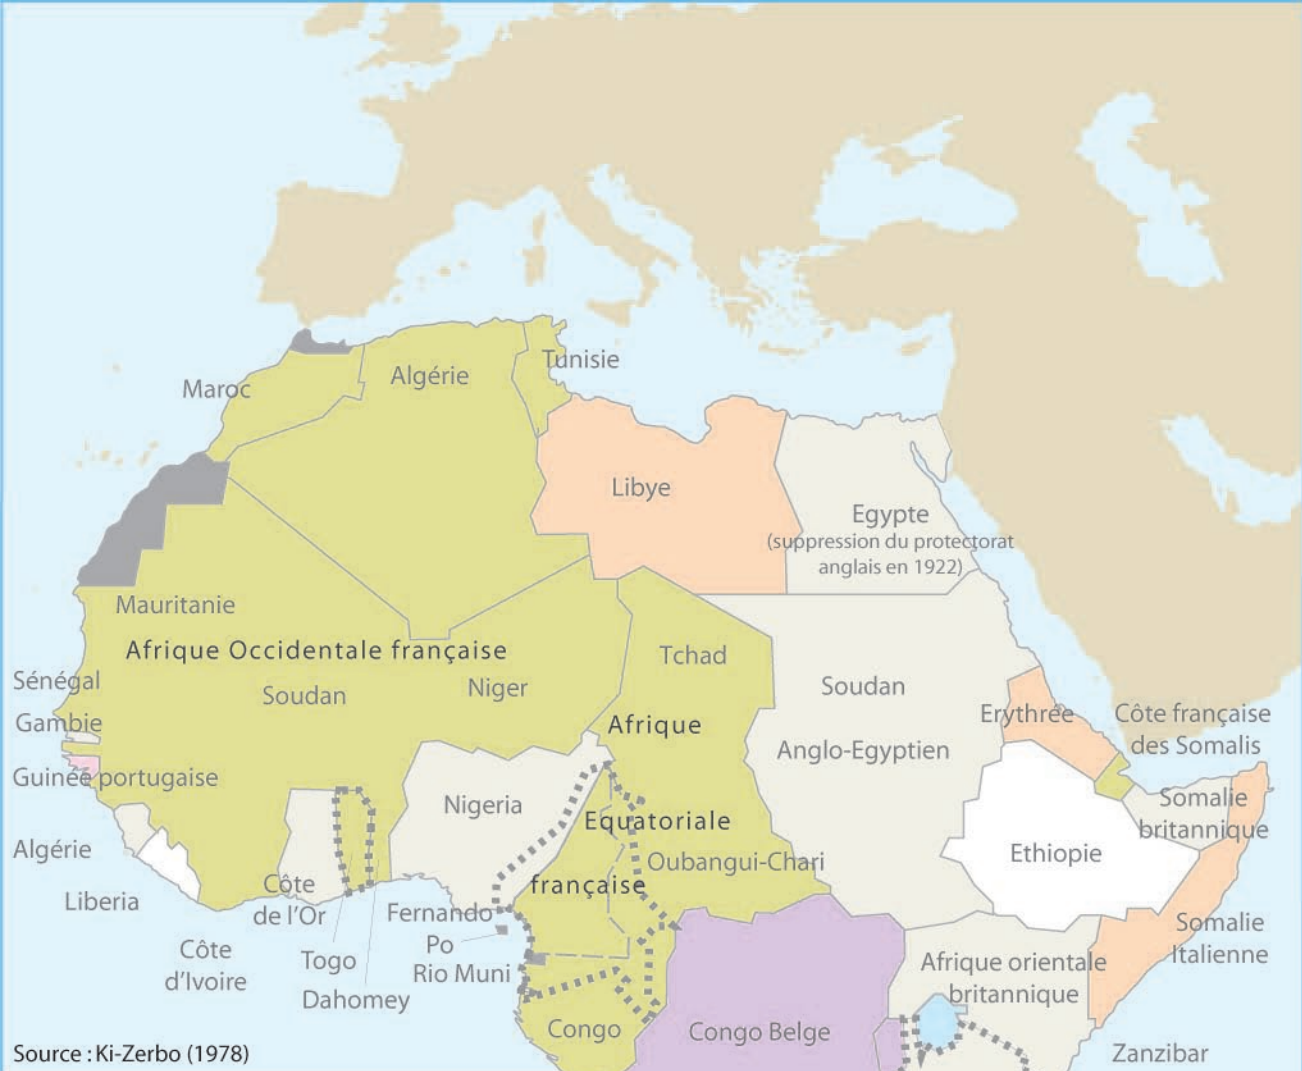 Tunisie
Algérie
Maroc
Libye
Egypte
(suppression du protectorat
anglais en 1922)
Mauritanie
Afrique Occidentale française
Tchad
Sénégal
Soudan
Niger
Soudan
Gambie
Afrique
Erythrée
Côte française
des Somalis
Anglo-Egyptien
Guinée portugaise
Nigeria
Somalie
britannique
Equatoriale
Algérie
Oubangui-Chari
Ethiopie
Liberia
Côte
de l'Or
française
Fernando
Po
Somalie
Italienne
Côte
d'Ivoire
Togo
Rio Muni
Afrique orientale
britannique
Dahomey
Congo
Congo Belge
Source : Ki-Zerbo (1978)
Zanzibar